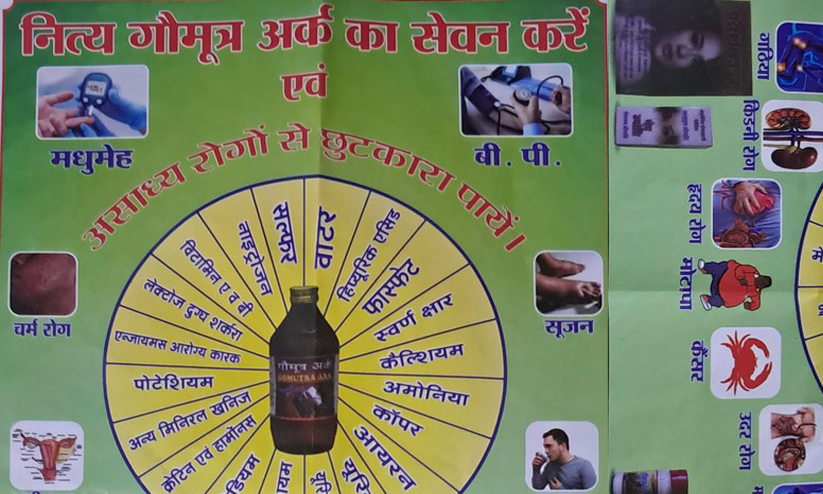 नित्य गौमूत्र अर्क का सेवन करें
एवं
असाध्य रोगों से छुटकारा पायें।
मधुमेह
बी. पी.
चर्म रोग
सूजन
वाटर
हिप्यूरिक एसिड
फास्फेट
स्वर्ण क्षार
कैल्शियम
अमोनिया
कॉपर
आयरन
सल्फर
नाइट्रोजन
विटामिन ए व बी
लेक्टोज दुग्ध शर्करा
एन्जायमस आरोग्य कारक
पोटेशियम
अन्य मिनिरल खनिज
क्रेटिन एवं हार्मोनस
गौमूत्र अर्क
GOMUTRA ARK
गठिया
किडनी रोग
हृदय रोग
मोटापा
कैंसर
उदर रोग